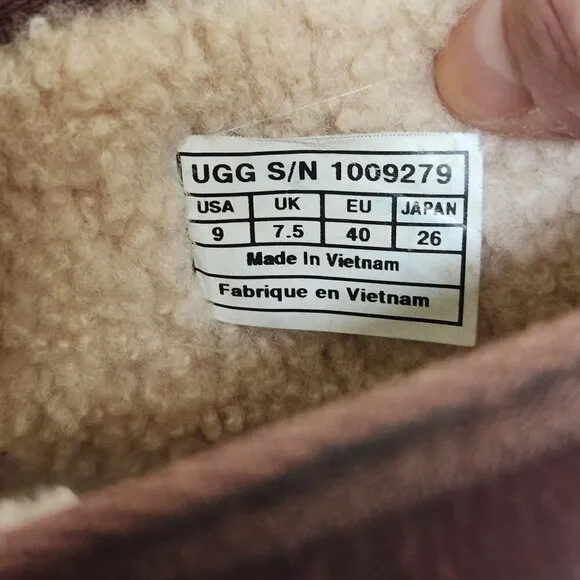 UGG S/N 1009279
USA UK EU JAPAN
9 7.5 40 26
Made In Vietnam
Fabrique en Vietnam